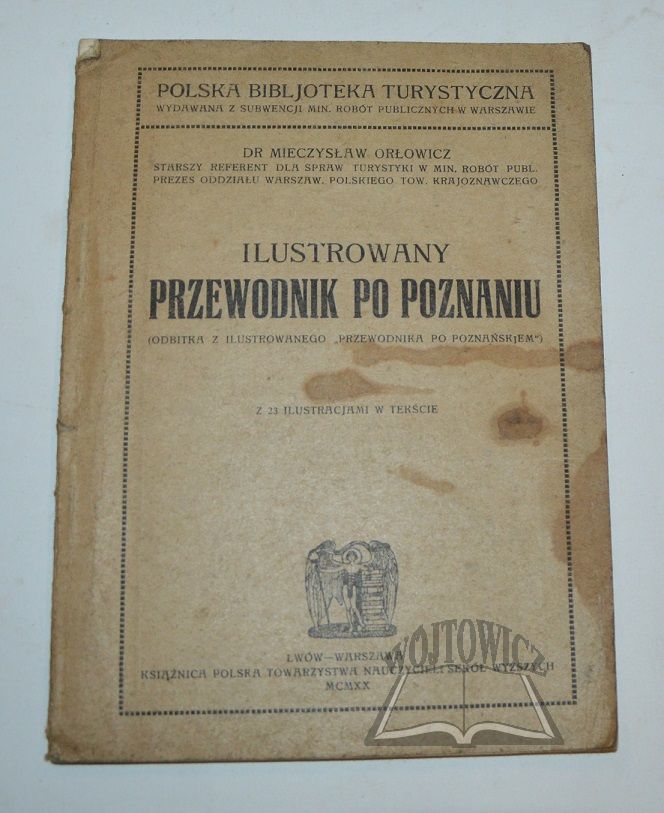 POLSKA BIBLJOTEKA TURYSTYCZNA
WYDAWANA Z SUBWENCJI MIN. ROBÓT PUBLICZNYCH W WARSZAWIE
DR MIECZYSŁAW ORŁOWICZ
STARSZY REFERENT DLA SPRAW TURYSTYKI W MIN. ROBÓT PUBL.
PREZES ODDZIAŁU WARSZAW. POLSKIEGO TOW. KRAJOZNAWCZEGO
ILUSTROWANY
PRZEWODNIK PO POZNANIU
(ODBITKA Z ILUSTROWANEGO „PRZEWODNIKA PO POZNAŃSKIEM“)
Z 23 ILUSTRACJAMI W TEKŚCIE
LWÓW—WARSZAWA
KSIĄŻNICA POLSKA TOWARZYSTWA NAUCZYCIELI SZKÓŁ WYŻSZYCH
MCMXX
WÓJTOWICZ